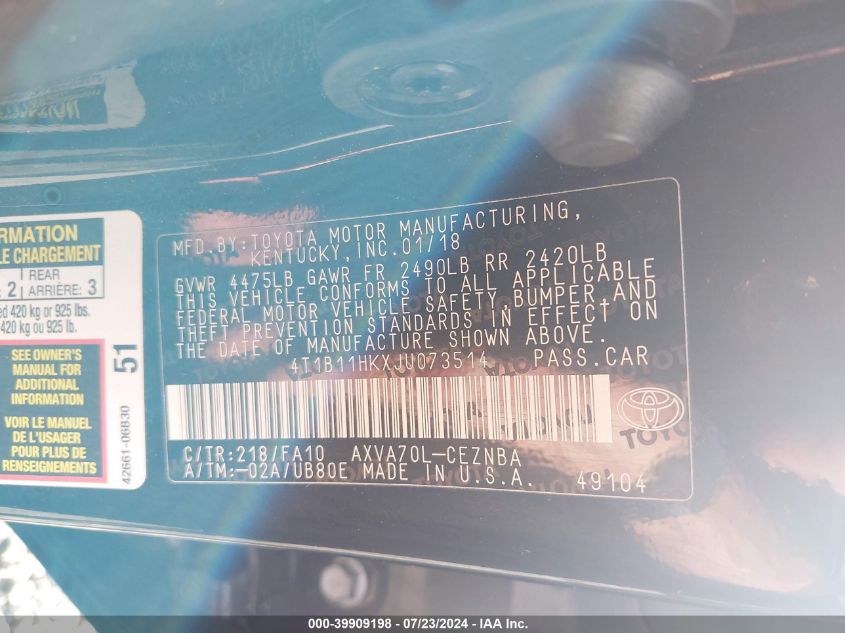 RMATION
LE CHARGEMENT
2 REAR 3
ARRIÈRE:
ed 420 kg or 925 lbs.
420 kg ou 925 lb.
SEE OWNER'S
MANUAL FOR
ADDITIONAL
INFORMATION
VOIR LE MANUEL
DE L'USAGER
POUR PLUS DE
RENSEIGNEMENTS
51
42661-06B30
MFD.BY:TOYOTA MOTOR MANUFACTURING,
KENTUCKY,INC.01/18
GVWR 4475LB GAWR FR 2490LB RR 2420LB
THIS VEHICLE CONFORMS TO ALL APPLICABLE
FEDERAL MOTOR VEHICLE SAFETY,BUMPER,AND
THEFT PREVENTION STANDARDS IN EFFECT ON
THE DATE OF MANUFACTURE SHOWN ABOVE.
4T1B11HKXJU073514 PASS.CAR
TOYOTA
C/TR:218/FA10 AXVA70L-CEZNBA
A/TM:-02A/UB80E MADE IN U.S.A.
49104
000-39909198 - 07/23/2024 - IAA Inc.